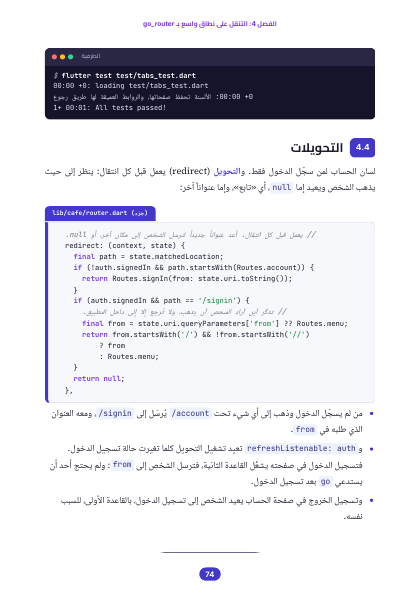 الفصل 4: التنقل على نطاق واسع بـ go_router
الطرفية
$ flutter test test/tabs_test.dart
00:00 +0: loading test/tabs_test.dart
00:00 +0: الألسنة تحفظ صفحاتها، والروابط العميقة لها طريق رجوع
00:01 +1: All tests passed!
4.4 التحويلات
لسان الحساب لمن سجّل الدخول فقط. والتحويل (redirect) يعمل قبل كل انتقال: ينظر إلى حيث
يذهب الشخص ويعيد إما null، أي «تابع»، وإما عنواناً آخر:
lib/cafe/router.dart (جزء)
// يعمل قبل كل انتقال. أعد عنواناً جديداً لترسل الشخص إلى مكان آخر، أو null.
redirect: (context, state) {
final path = state.matchedLocation;
if (!auth.signedIn && path.startsWith(Routes.account)) {
return Routes.signIn(from: state.uri.toString());
}
if (auth.signedIn && path == '/signin') {
// تذكّر أين أراد الشخص أن يذهب، ولا ترجع إلا إلى داخل التطبيق.
final from = state.uri.queryParameters['from'] ?? Routes.menu;
return from.startsWith('/') && !from.startsWith('//')
? from
: Routes.menu;
}
return null;
},
• من لم يسجّل الدخول وذهب إلى أي شيء تحت /account يُرسَل إلى /signin، ومعه العنوان
الذي طلبه في from.
• و refreshListenable: auth تعيد تشغيل التحويل كلما تغيرت حالة تسجيل الدخول.
فتسجيل الدخول في صفحته يشغّل القاعدة الثانية، فترسل الشخص إلى from؛ ولم يحتج أحد أن
يستدعي go بعد تسجيل الدخول.
• وتسجيل الخروج في صفحة الحساب يعيد الشخص إلى تسجيل الدخول، بالقاعدة الأولى، للسبب
نفسه.
74